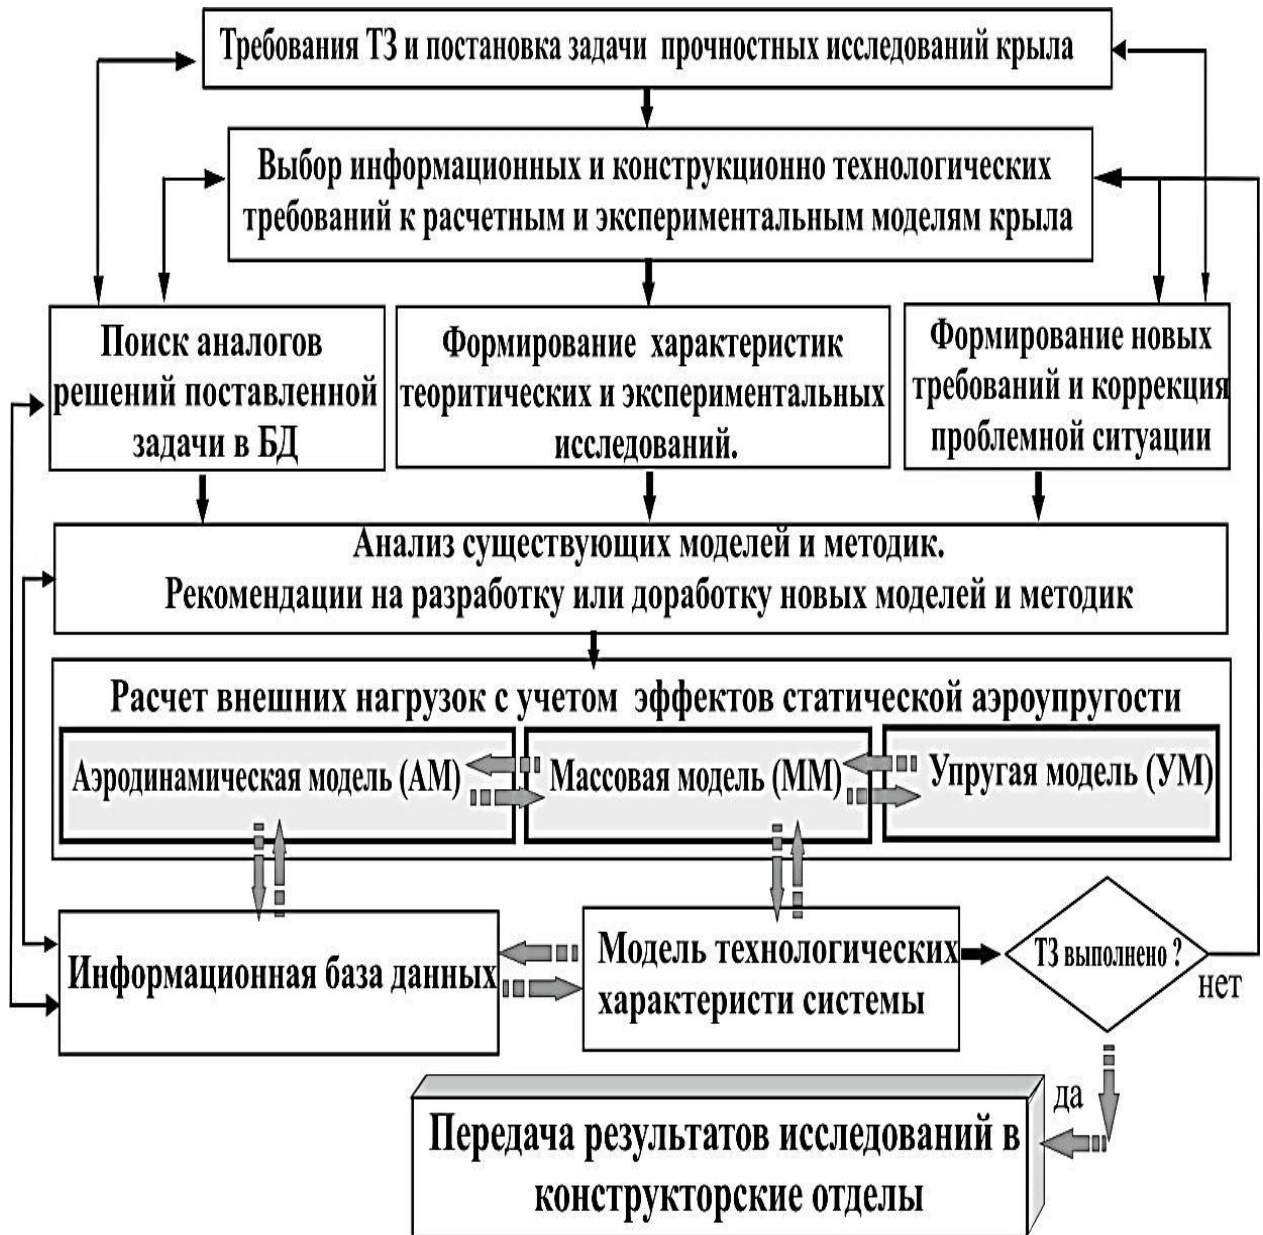 Требования ТЗ и постановка задачи прочностных исследований крыла
Выбор информационных и конструкционно технологических
требований к расчетным и экспериментальным моделям крыла
Поиск аналогов
решений поставленной
задачи в БД
Формирование характеристик
теоритических и экспериментальных
исследований.
Формирование новых
требований и коррекция
проблемной ситуации
Анализ существующих моделей и методик.
Рекомендации на разработку или доработку новых моделей и методик
Расчет внешних нагрузок с учетом эффектов статической аэроупругости
Аэродинамическая модель (АМ)
Массовая модель (ММ)
Упругая модель (УМ)
Информационная база данных
Модель технологических
характеристи системы
ТЗ выполнено ?
нет
да
Передача результатов исследований в
конструкторские отделы